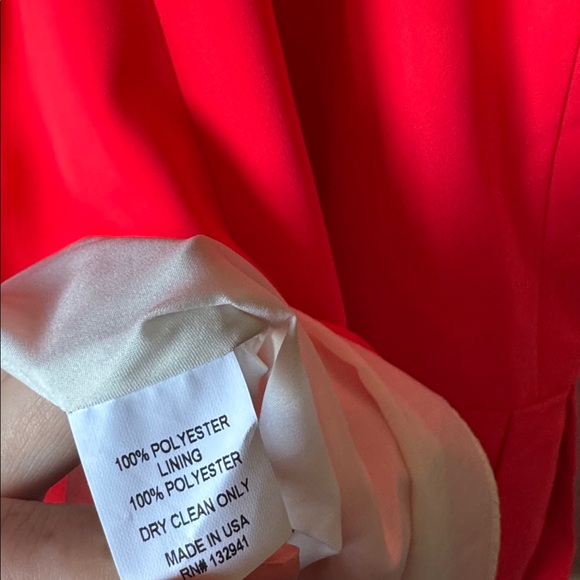 100% POLYESTER
LINING
100% POLYESTER
DRY CLEAN ONLY
MADE IN USA
RN# 132941